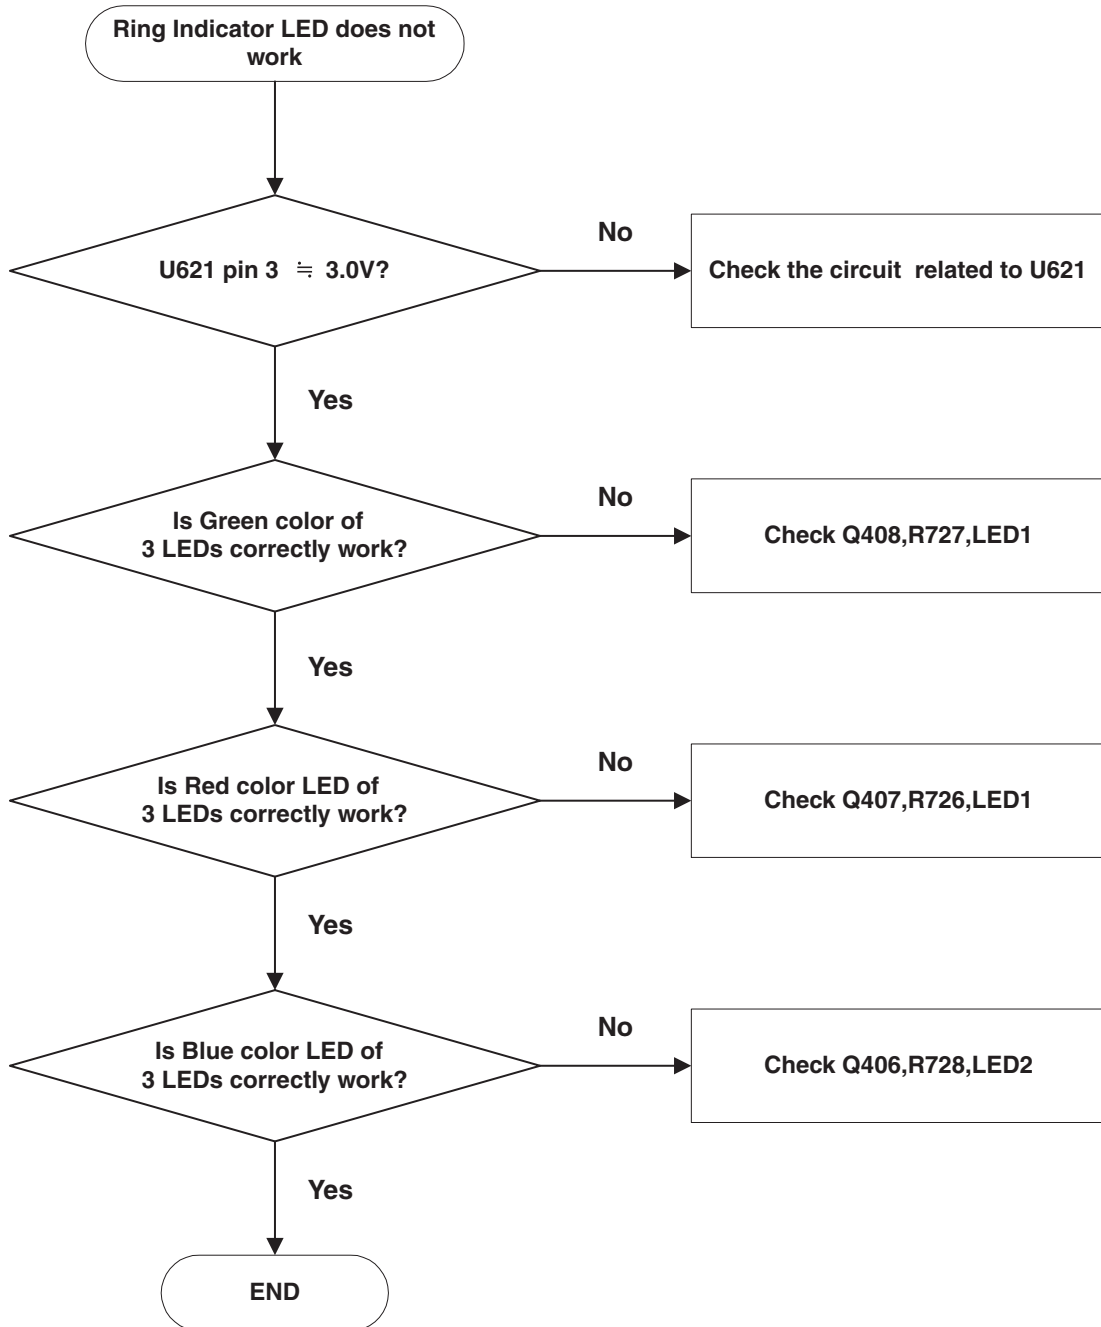 Ring Indicator LED does not
work
U621 pin 3 ≒ 3.0V?
No
Check the circuit related to U621
Yes
Is Green color of
3 LEDs correctly work?
No
Check Q408,R727,LED1
Yes
Is Red color LED of
3 LEDs correctly work?
No
Check Q407,R726,LED1
Yes
Is Blue color LED of
3 LEDs correctly work?
No
Check Q406,R728,LED2
Yes
END